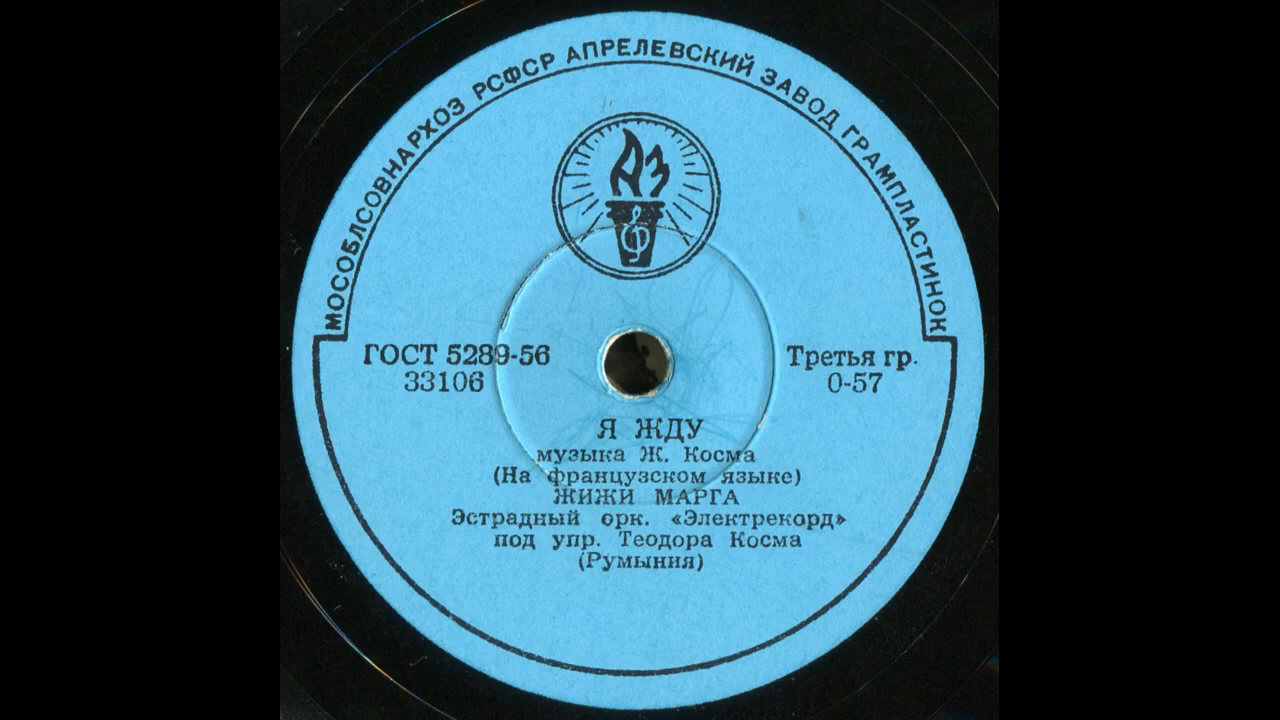 МОСОБЛСОВНАРХОЗ РСФСР АПРЕЛЕВСКИЙ ЗАВОД ГРАМПЛАСТИНОК
АЗ
ГОСТ 5289-56
33106
Третья гр.
0-57
Я ЖДУ
музыка Ж. Косма
(На французском языке)
ЖИЖИ МАРГА
Эстрадный орк. «Электрекорд»
под упр. Теодора Косма
(Румыния)